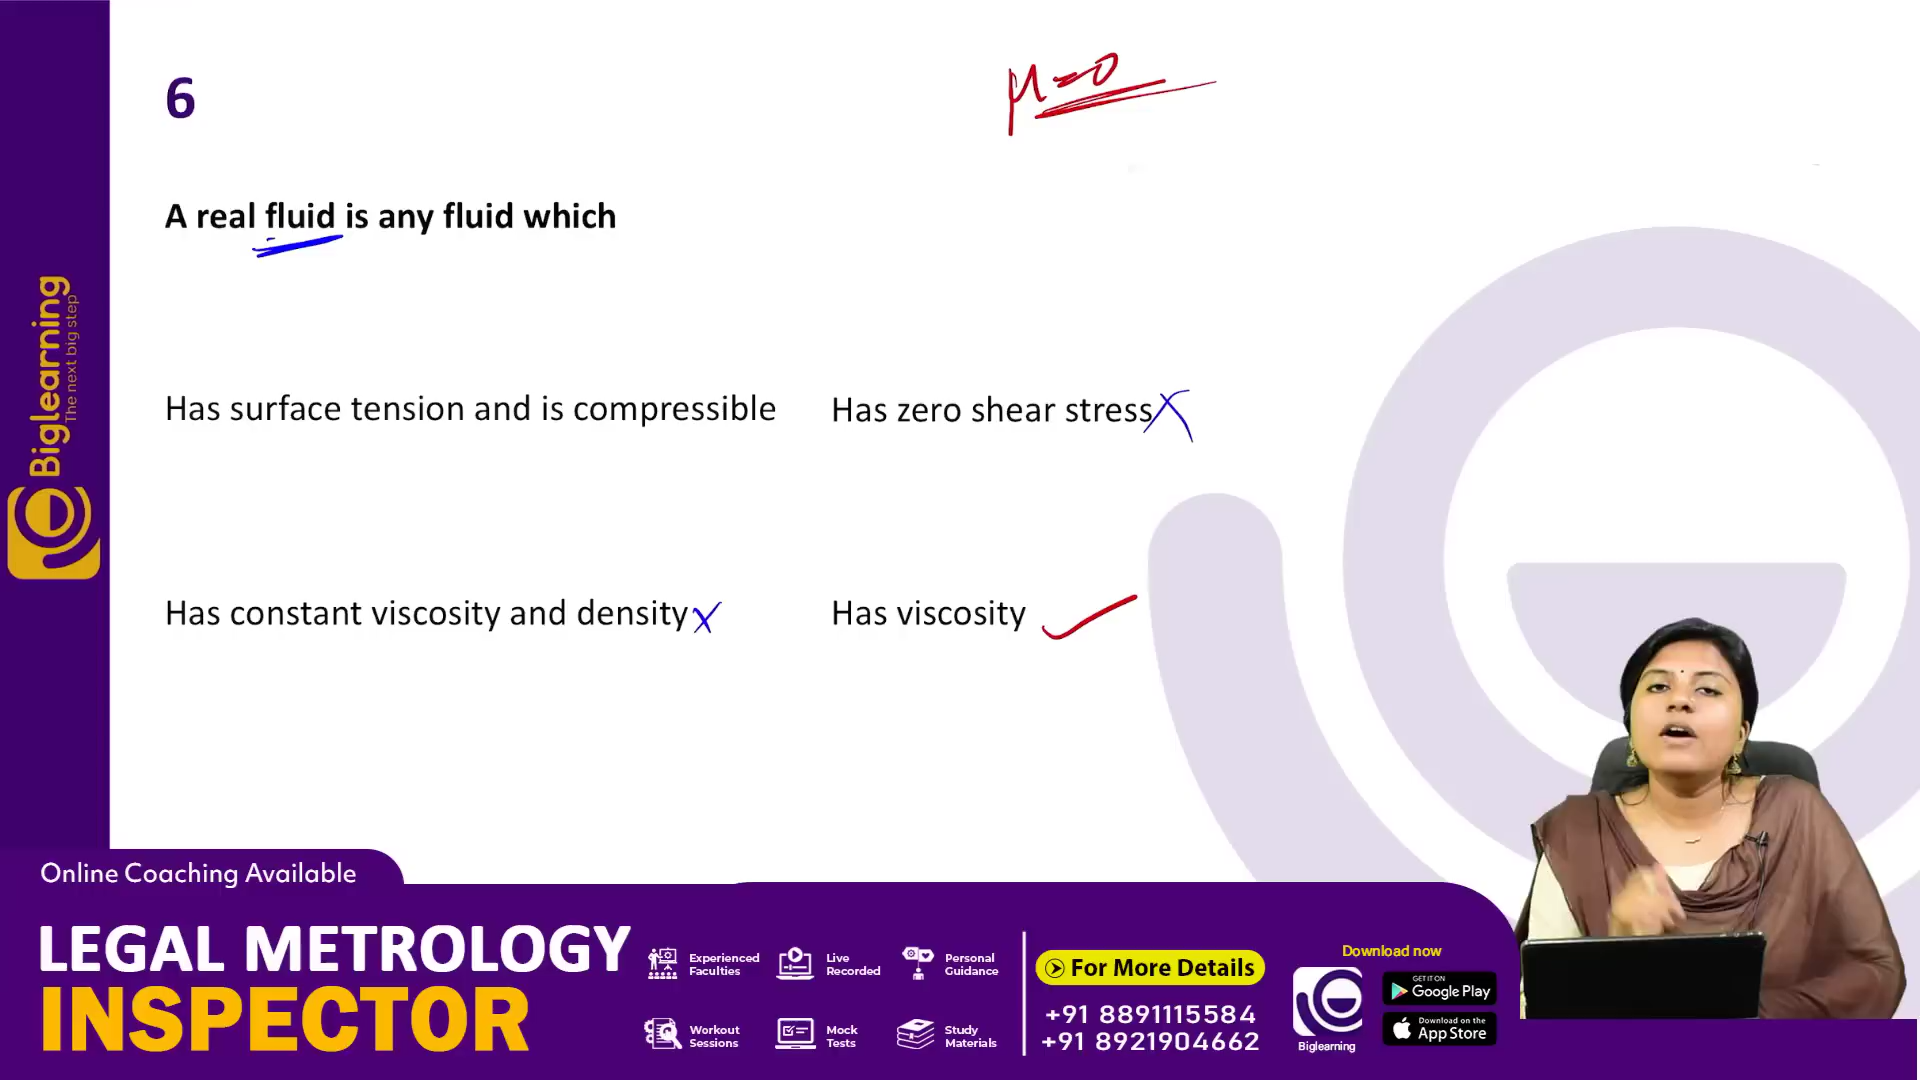 6
μ=0
A real fluid is any fluid which
Has surface tension and is compressible
Has zero shear stress
Has constant viscosity and density
Has viscosity
Biglearning
The next big step
Online Coaching Available
LEGAL METROLOGY
INSPECTOR
Experienced
Faculties
Live
Recorded
Personal
Guidance
Workout
Sessions
Mock
Tests
Study
Materials
For More Details
+91 8891115584
+91 8921904662
Download now
Biglearning
GET IT ON
Google Play
Download on the
App Store